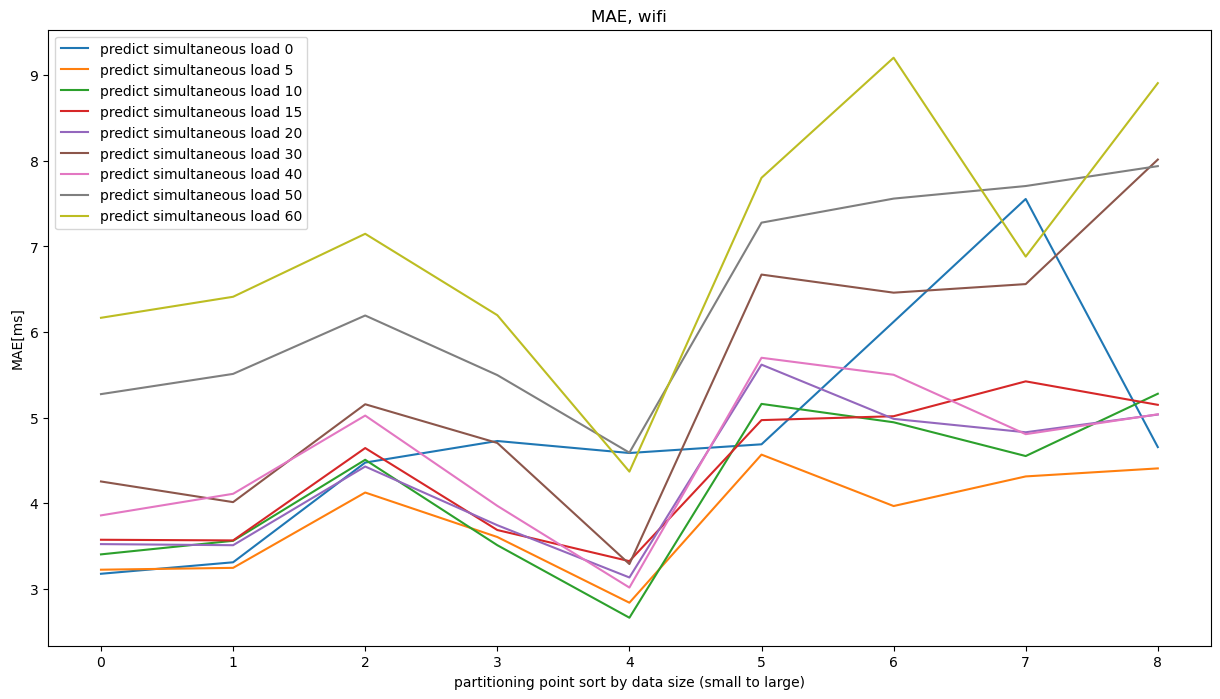 MAE, wifi
predict simultaneous load 0
predict simultaneous load 5
predict simultaneous load 10
predict simultaneous load 15
predict simultaneous load 20
predict simultaneous load 30
predict simultaneous load 40
predict simultaneous load 50
predict simultaneous load 60
9
8
7
6
5
4
3
MAE[ms]
0 1 2 3 4 5 6 7 8
partitioning point sort by data size (small to large)